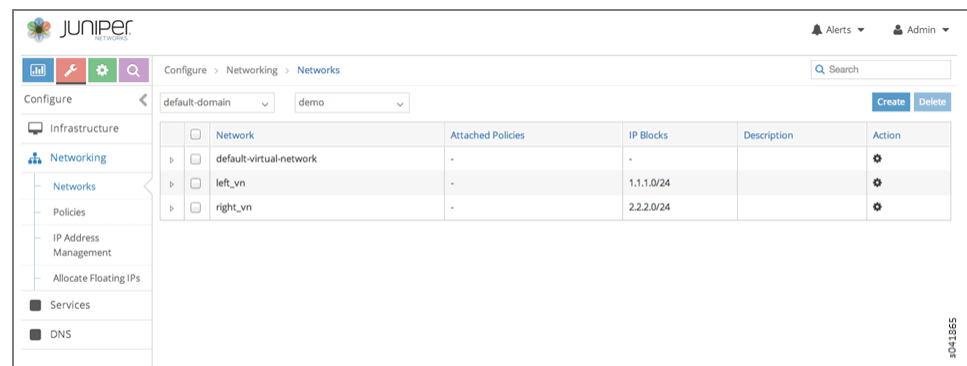 JUNIPER
NETWORKS
Alerts
Admin
Configure > Networking > Networks
Search
Configure
default-domain
demo
Create
Delete
Infrastructure
Networking
Networks
Policies
IP Address
Management
Allocate Floating IPs
Services
DNS
Network Attached Policies IP Blocks Description Action
default-virtual-network - -
left_vn - 1.1.1.0/24
right_vn - 2.2.2.0/24
s041865